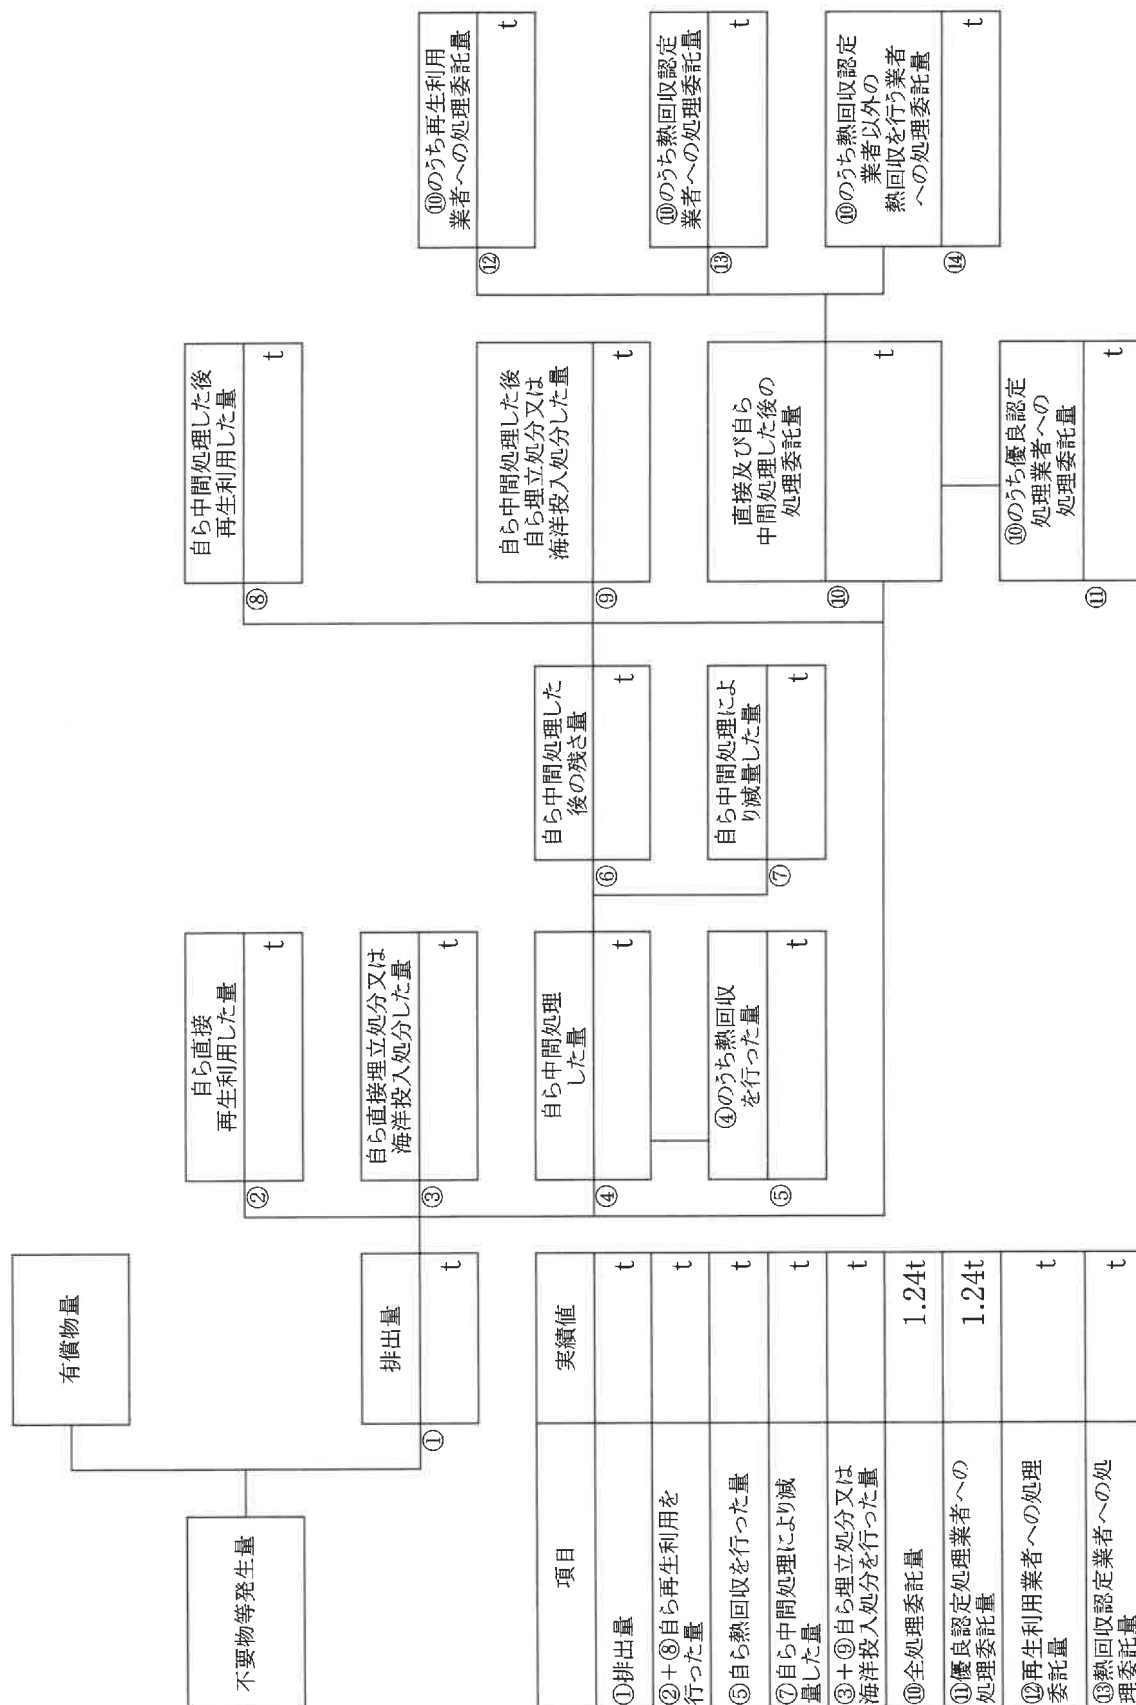 不要物等発生量
有償物量
排出量
①
t
自ら直接
再生利用した量
②
t
自ら直接埋立処分又は
海洋投入処分した量
③
t
自ら中間処理
した量
④
t
④のうち熱回収
を行った量
⑤
t
自ら中間処理した
後の残さ量
⑥
t
自ら中間処理によ
り減量した量
⑦
t
自ら中間処理した後
再生利用した量
⑧
t
自ら中間処理した後
自ら埋立処分又は
海洋投入処分した量
⑨
t
直接及び自ら
中間処理した後の
処理委託量
⑩
t
⑩のうち優良認定
処理業者への
処理委託量
⑪
t
⑩のうち再生利用
業者への処理委託量
⑫
t
⑩のうち熱回収認定
業者への処理委託量
⑬
t
⑩のうち熱回収認定
業者以外の
熱回収を行う業者
への処理委託量
⑭
t
項目 実績値
①排出量 t
②+⑧自ら再生利用を
行った量 t
⑤自ら熱回収を行った量 t
⑦自ら中間処理により減
量した量 t
③+⑨自ら埋立処分又は
海洋投入処分を行った量 t
⑩全処理委託量 1.24t
⑪優良認定処理業者への
処理委託量 1.24t
⑫再生利用業者への処理
委託量 t
⑬熱回収認定業者への処
理委託量 t